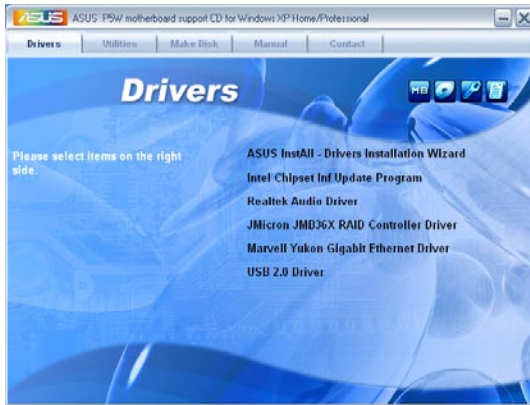 ASUS ASUS P5W motherboard support CD for Windows XP Home/Professional
Drivers Utilities Make Disk Manual Contact
Drivers
MB
Please select items on the right
side.
ASUS InstAll - Drivers Installation Wizard
Intel Chipset Inf Update Program
Realtek Audio Driver
JMicron JMB36X RAID Controller Driver
Marvell Yukon Gigabit Ethernet Driver
USB 2.0 Driver